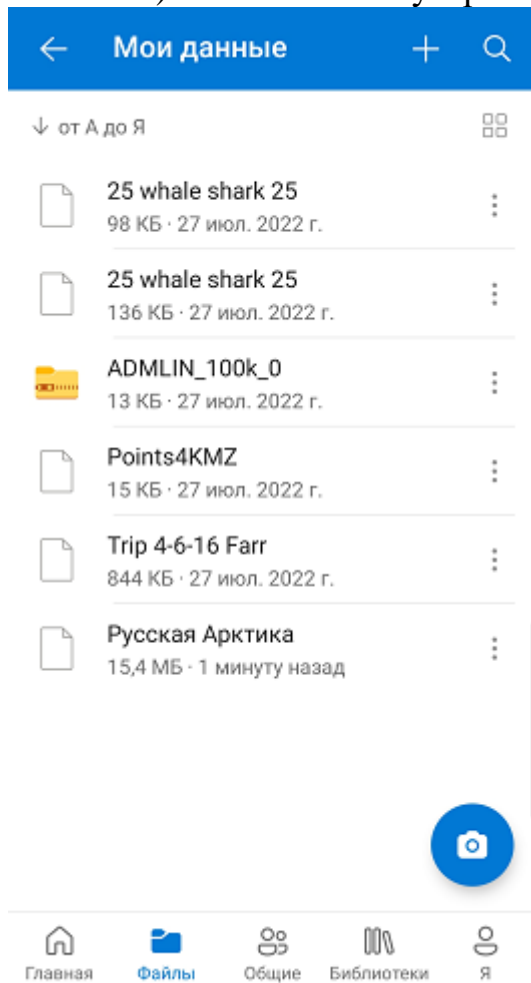 Мои данные
от А до Я
25 whale shark 25
98 КБ · 27 июл. 2022 г.
25 whale shark 25
136 КБ · 27 июл. 2022 г.
ADMLIN_100k_0
13 КБ · 27 июл. 2022 г.
Points4KMZ
15 КБ · 27 июл. 2022 г.
Trip 4-6-16 Farr
844 КБ · 27 июл. 2022 г.
Русская Арктика
15,4 МБ · 1 минуту назад
Главная Файлы Общие Библиотеки Я